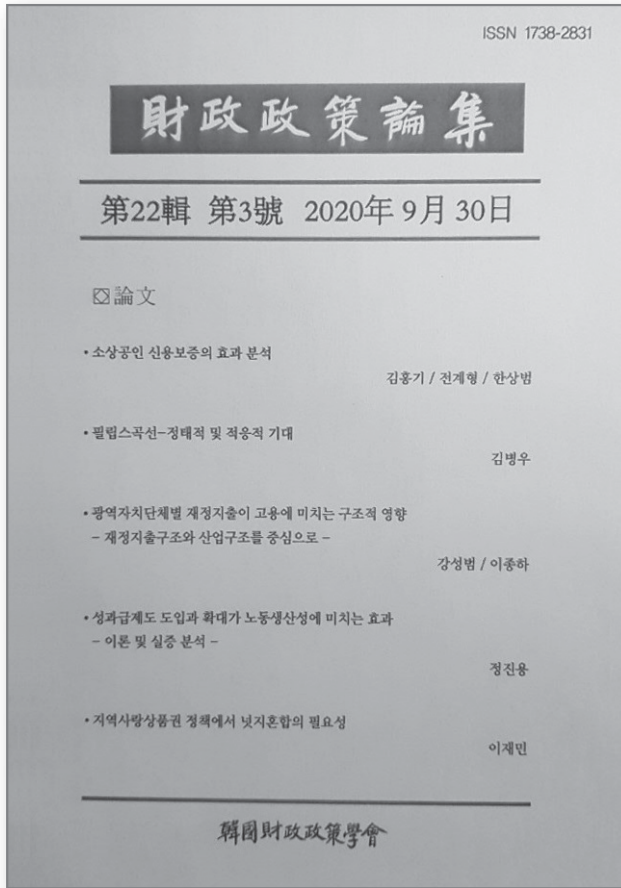 ISSN 1738-2831
財政政策論集
第22輯 第3號 2020年 9月 30日
論文
• 소상공인 신용보증의 효과 분석
김홍기 / 전계형 / 한상범
• 필립스곡선-정태적 및 적응적 기대
김병우
• 광역자치단체별 재정지출이 고용에 미치는 구조적 영향
- 재정지출구조와 산업구조를 중심으로 -
강성범 / 이종하
• 성과급제도 도입과 확대가 노동생산성에 미치는 효과
- 이론 및 실증 분석 -
정진용
• 지역사랑상품권 정책에서 넛지혼합의 필요성
이재민
韓國財政政策學會